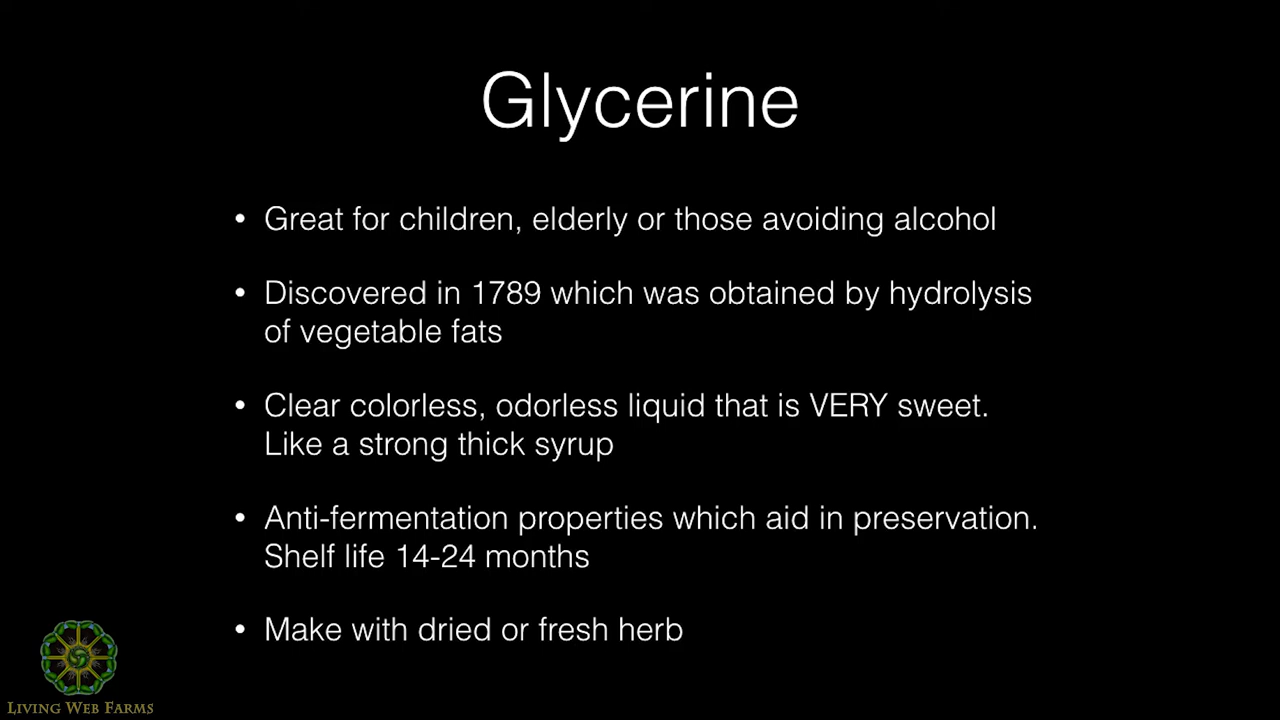 Glycerine
• Great for children, elderly or those avoiding alcohol
• Discovered in 1789 which was obtained by hydrolysis
of vegetable fats
• Clear colorless, odorless liquid that is VERY sweet.
Like a strong thick syrup
• Anti-fermentation properties which aid in preservation.
Shelf life 14-24 months
• Make with dried or fresh herb
LIVING WEB FARMS